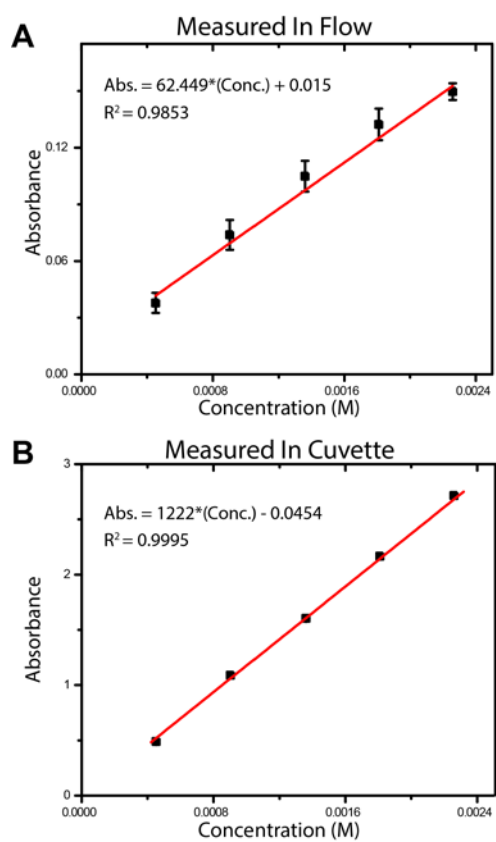 A
Measured In Flow
Abs. = 62.449*(Conc.) + 0.015
R² = 0.9853
0.12
0.06
0.00
Absorbance
0.0000 0.0008 0.0016 0.0024
Concentration (M)
B
Measured In Cuvette
3
Abs. = 1222*(Conc.) - 0.0454
R² = 0.9995
2
1
0
Absorbance
0.0000 0.0008 0.0016 0.0024
Concentration (M)